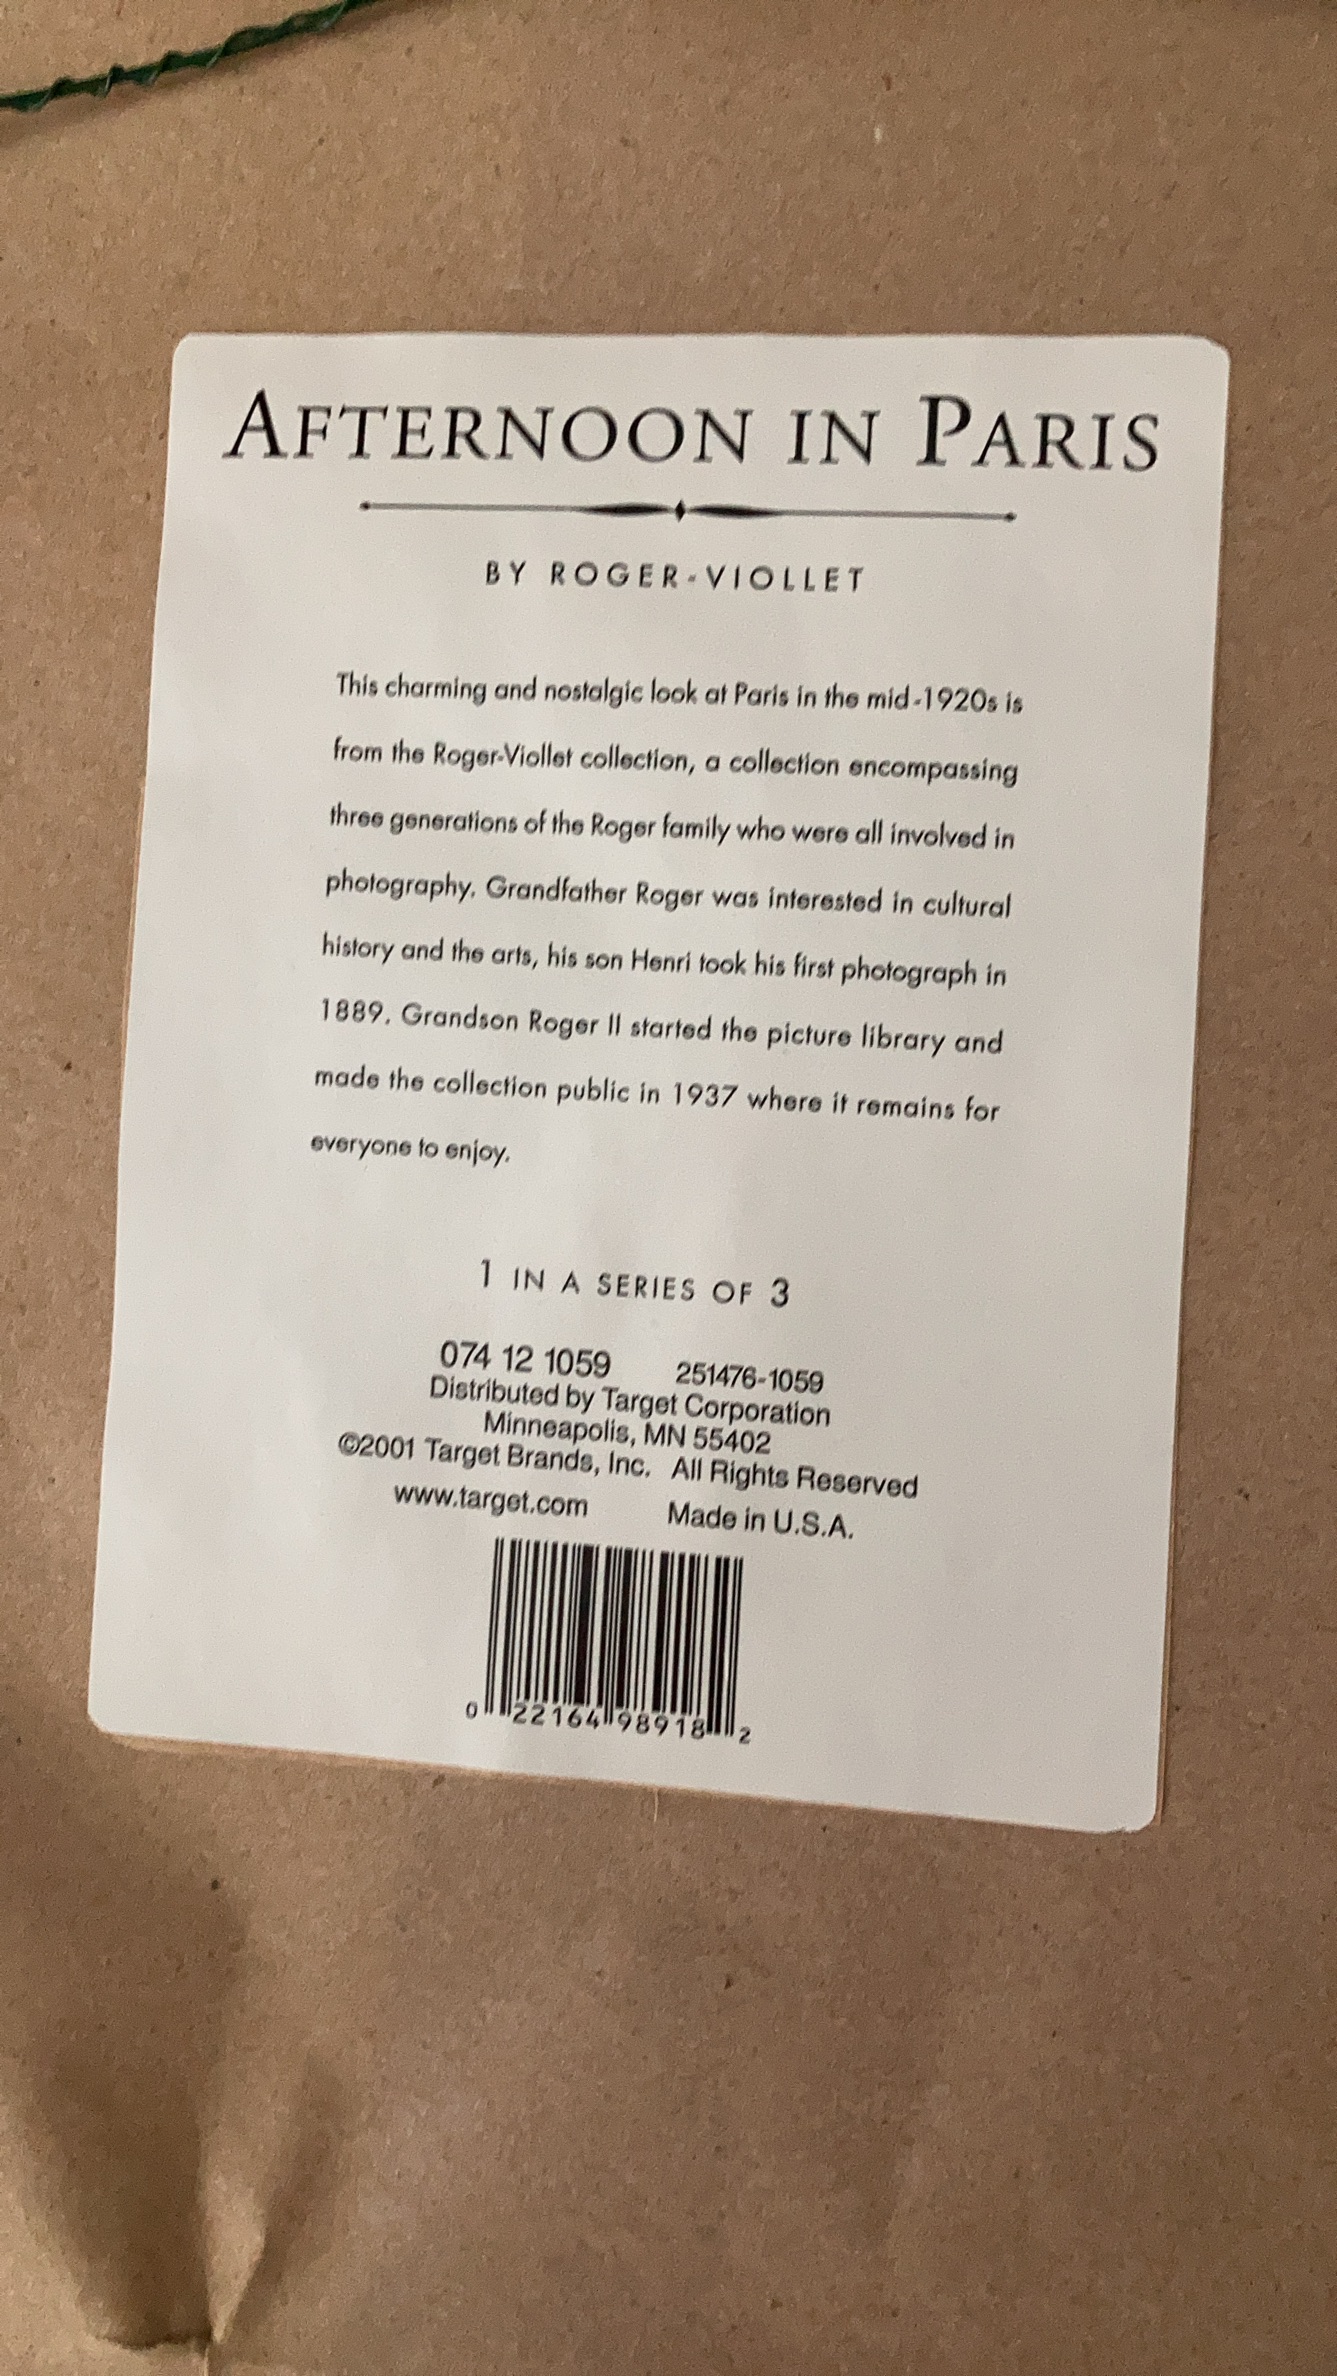 AFTERNOON IN PARIS
BY ROGER-VIOLLET
This charming and nostalgic look at Paris in the mid-1920s is
from the Roger-Viollet collection, a collection encompassing
three generations of the Roger family who were all involved in
photography. Grandfather Roger was interested in cultural
history and the arts, his son Henri took his first photograph in
1889. Grandson Roger II started the picture library and
made the collection public in 1937 where it remains for
everyone to enjoy.
1 IN A SERIES OF 3
074 12 1059 251476-1059
Distributed by Target Corporation
Minneapolis, MN 55402
©2001 Target Brands, Inc. All Rights Reserved
www.target.com Made in U.S.A.
0 22164 98918 2